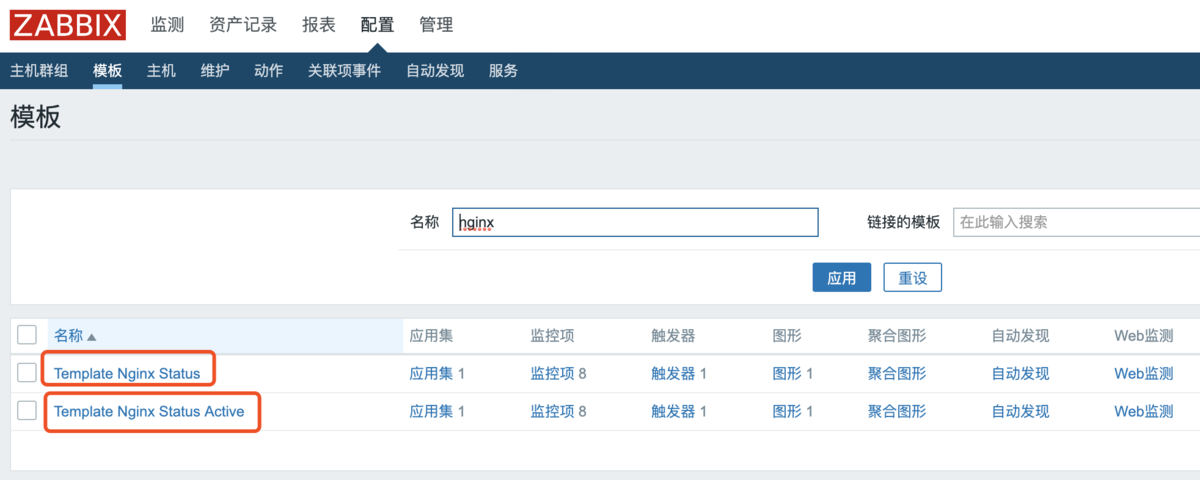 ZABBIX 监测 资产记录 报表 配置 管理
主机群组 模板 主机 维护 动作 关联项事件 自动发现 服务
模板
名称 nginx 链接的模板 在此输入搜索
应用 重设
名称 应用集 监控项 触发器 图形 聚合图形 自动发现 Web监测
Template Nginx Status 应用集 1 监控项 8 触发器 1 图形 1 聚合图形 自动发现 Web监测
Template Nginx Status Active 应用集 1 监控项 8 触发器 1 图形 1 聚合图形 自动发现 Web监测